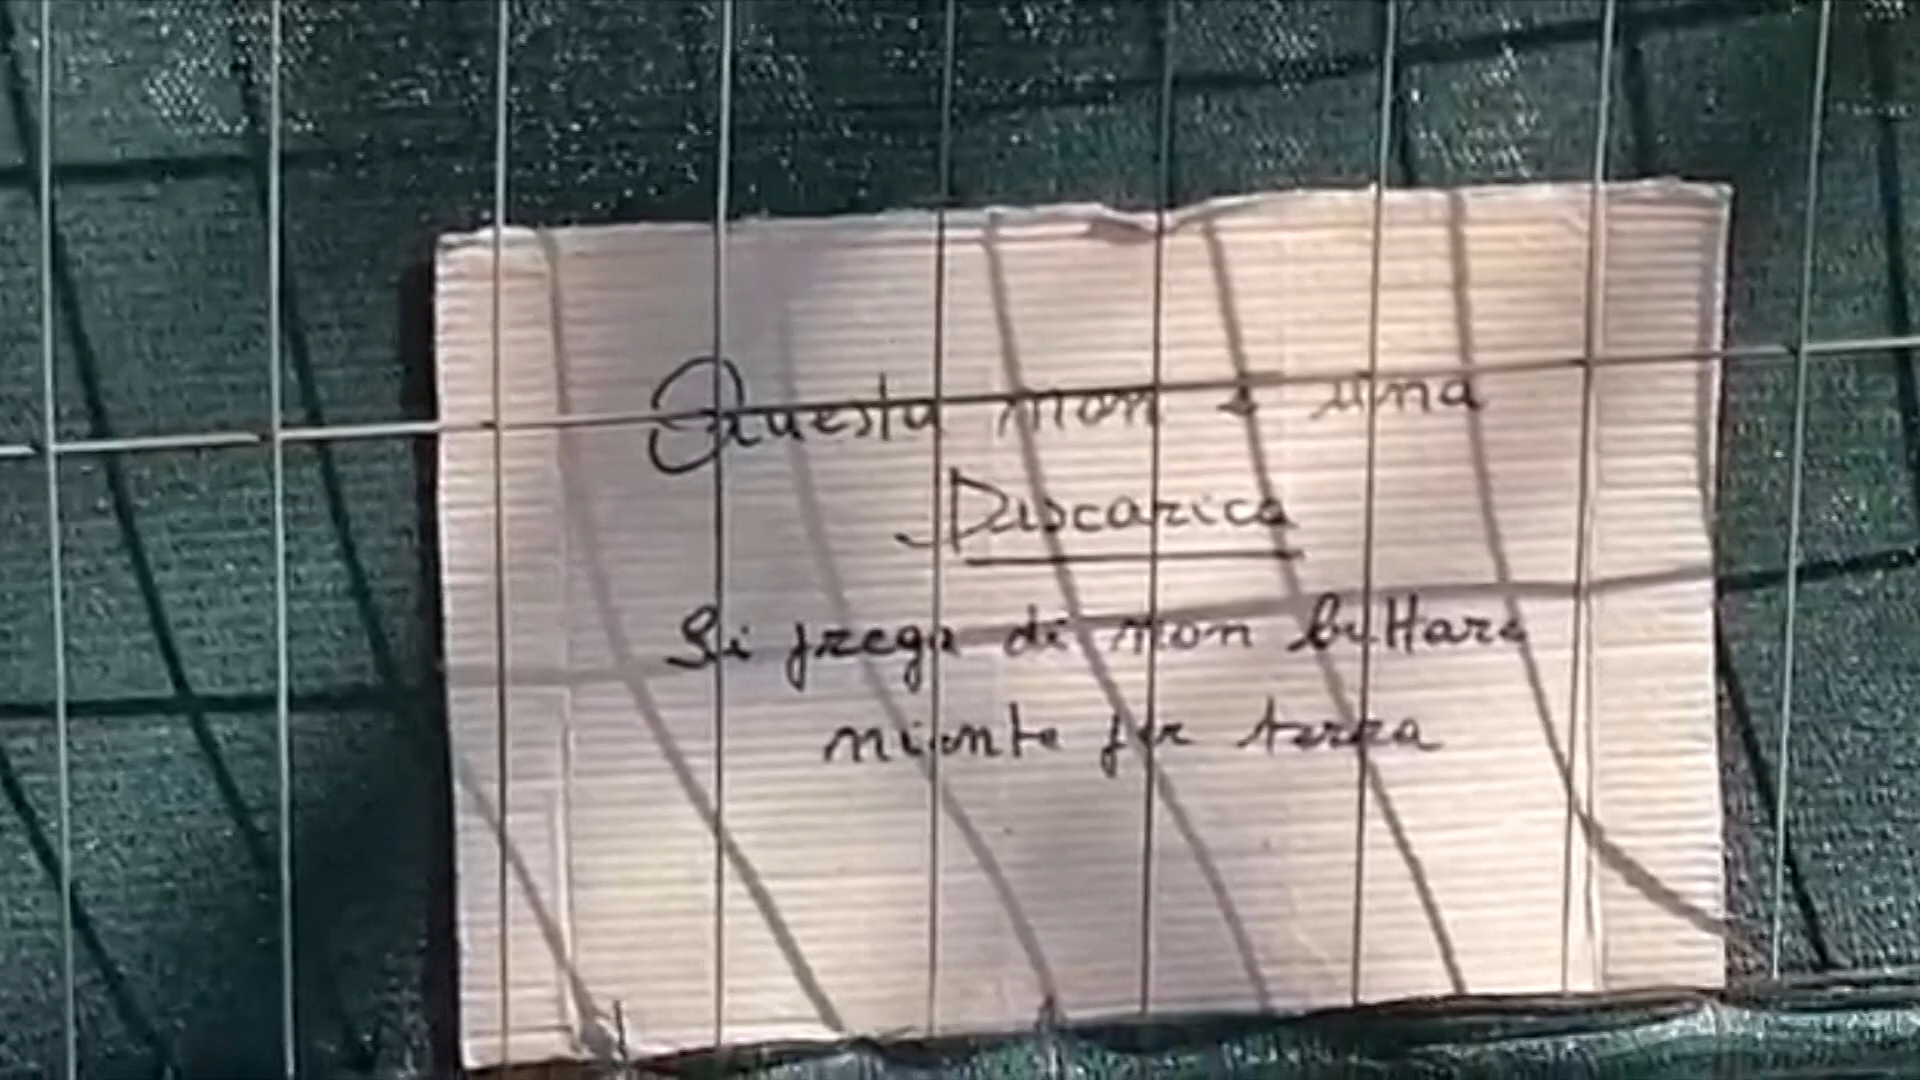 Questa non è una
Discarica
Si prega di non buttare
niente per terra